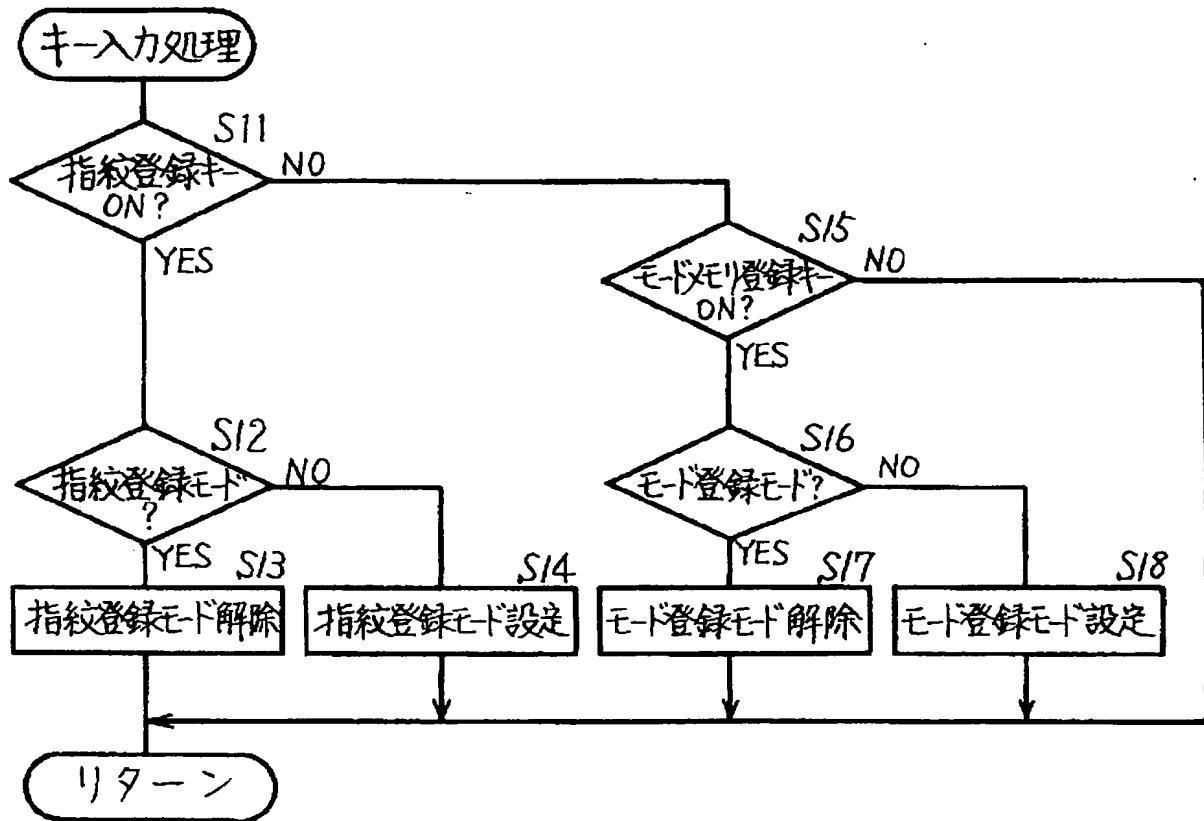 キー入力処理
S11
指紋登録キー
ON?
NO
YES
S15
モードメモリ登録キー
ON?
NO
YES
S12
指紋登録モード
?
NO
YES
S16
モード登録モード?
NO
YES
S13
指紋登録モード解除
S14
指紋登録モード設定
S17
モード登録モード解除
S18
モード登録モード設定
リターン